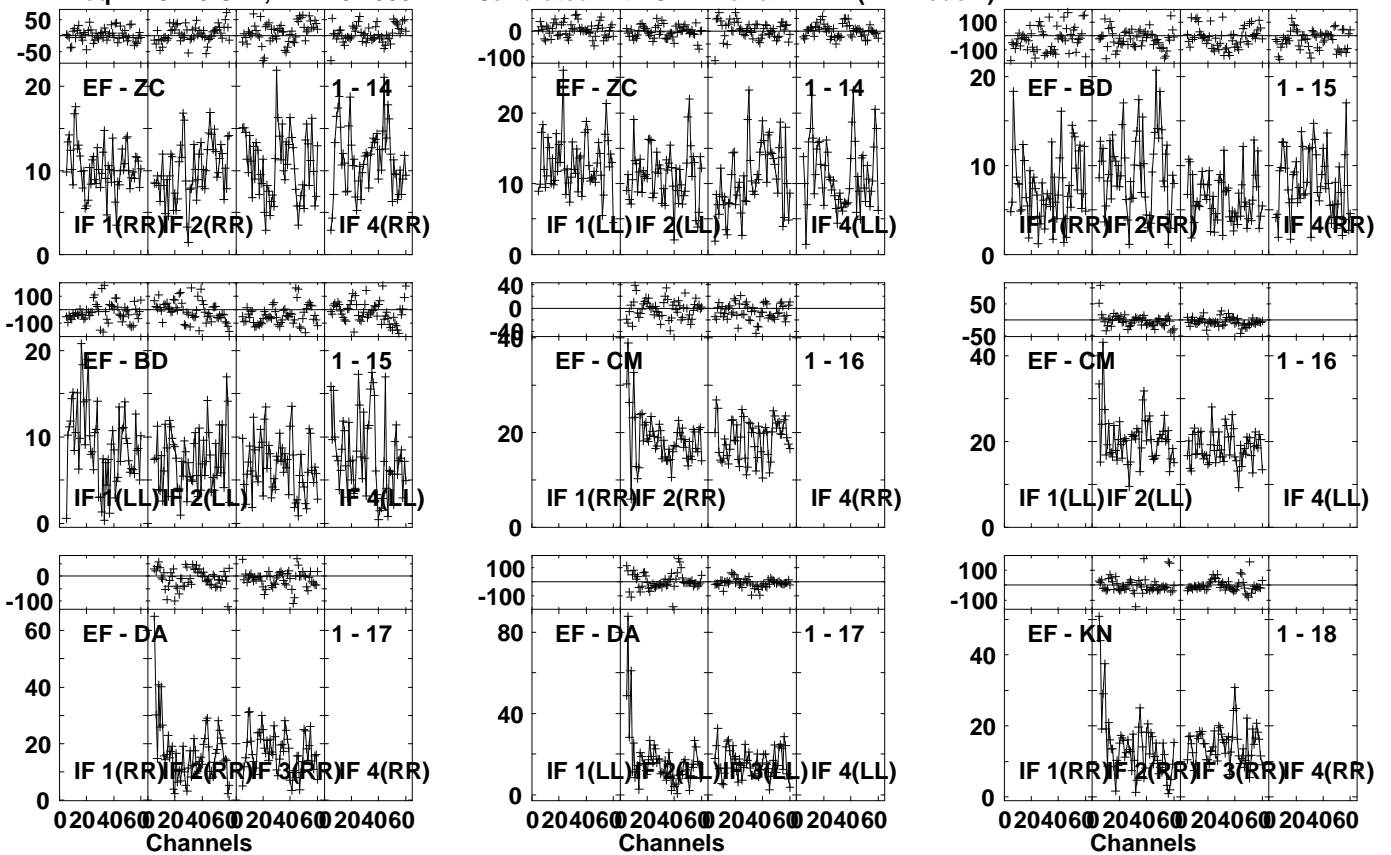 50
-50
20
10
0
EF - ZC
1 - 14
IF 1(RR)
IF 2(RR)
IF 4(RR)
0
-100
20
10
0
EF - ZC
1 - 14
IF 1(LL)
IF 2(LL)
IF 4(LL)
100
0
-100
20
10
0
EF - BD
1 - 15
IF 1(RR)
IF 2(RR)
IF 4(RR)
100
0
-100
20
10
0
EF - BD
1 - 15
IF 1(LL)
IF 2(LL)
IF 4(LL)
40
0
-40
40
20
0
EF - CM
1 - 16
IF 1(RR)
IF 2(RR)
IF 4(RR)
50
-50
40
20
0
EF - CM
1 - 16
IF 1(LL)
IF 2(LL)
IF 4(LL)
0
-100
60
40
20
0
EF - DA
1 - 17
IF 1(RR)
IF 2(RR)
IF 3(RR)
IF 4(RR)
0 20 40 60 0 20 40 60 0 20 40 60 0 20 40 60
Channels
100
0
-100
80
40
0
EF - DA
1 - 17
IF 1(LL)
IF 2(LL)
IF 3(LL)
IF 4(LL)
0 20 40 60 0 20 40 60 0 20 40 60 0 20 40 60
Channels
100
0
-100
40
20
0
EF - KN
1 - 18
IF 1(RR)
IF 2(RR)
IF 3(RR)
IF 4(RR)
0 20 40 60 0 20 40 60 0 20 40 60 0 20 40 60
Channels